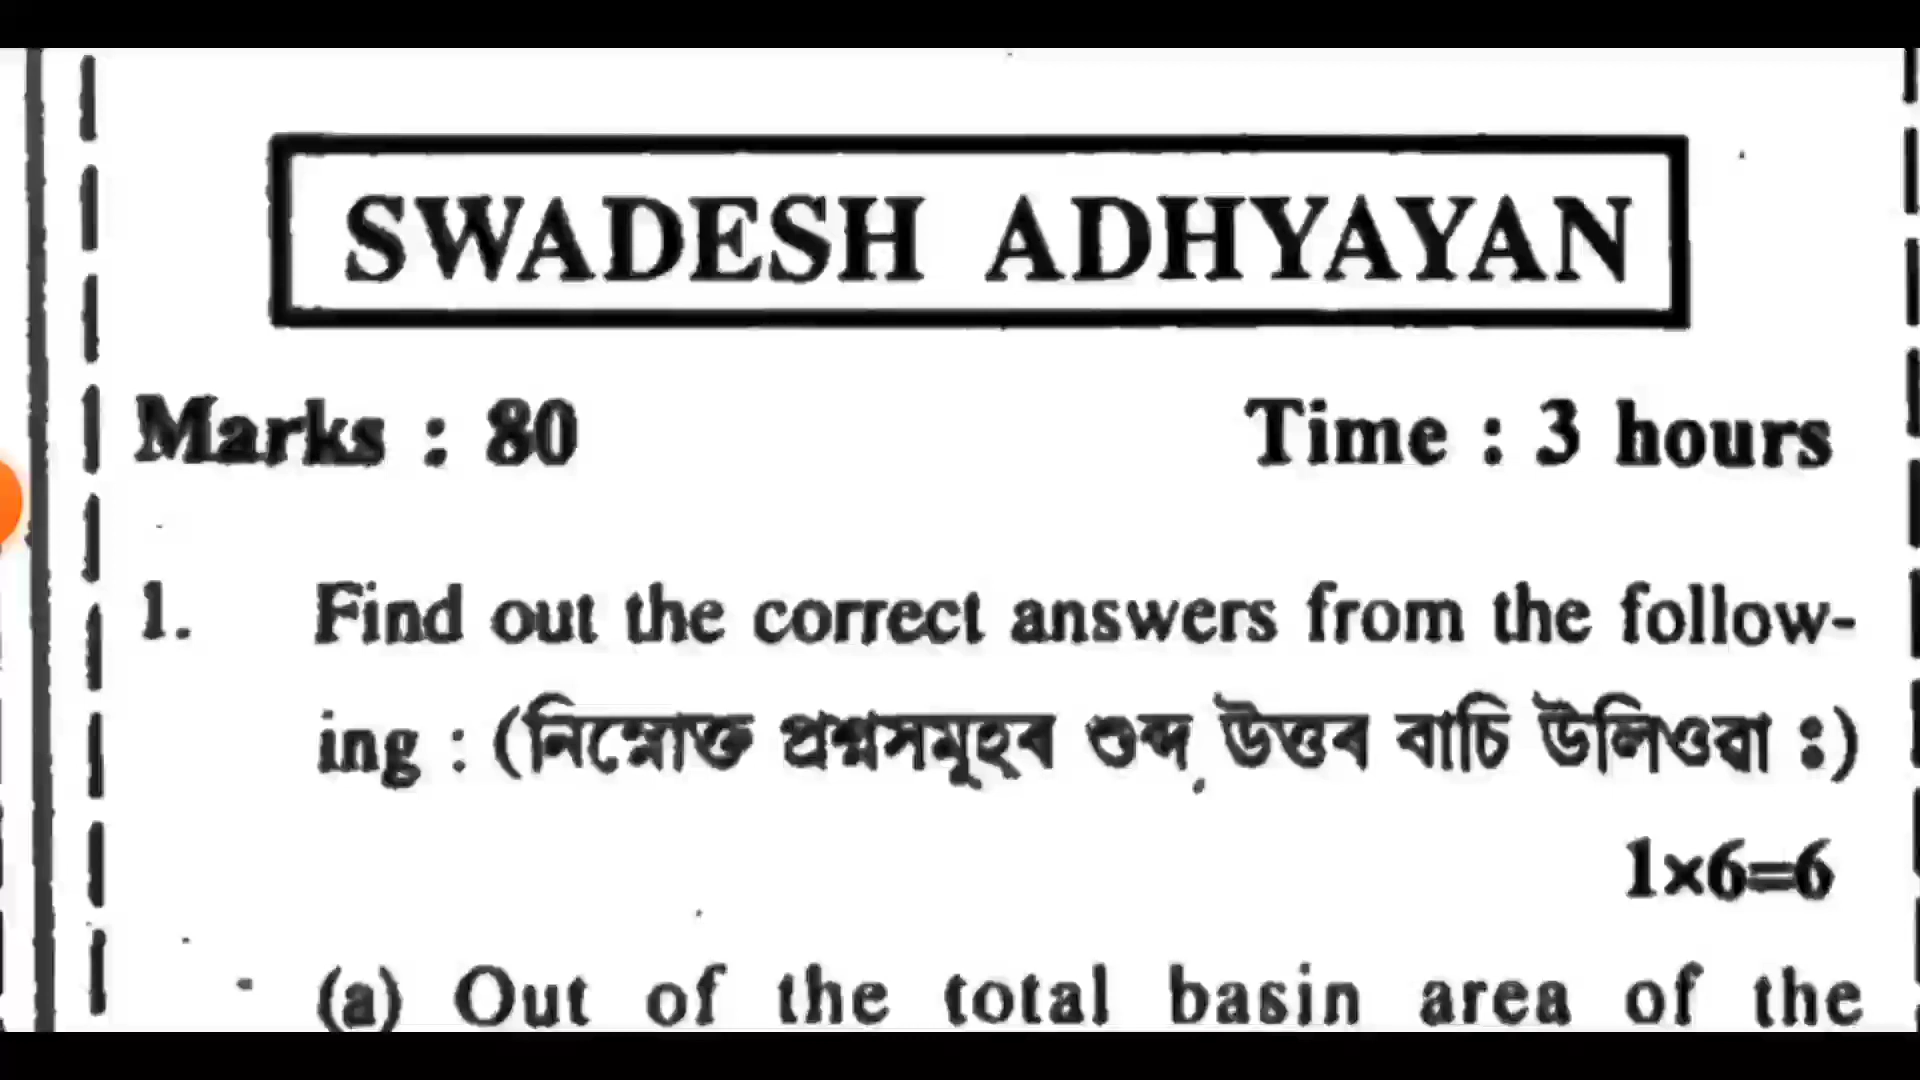 SWADESH ADHYAYAN
Marks : 80 Time : 3 hours
1. Find out the correct answers from the follow-
ing : (নিম্নোক্ত প্ৰশ্নসমূহৰ শুদ্ধ উত্তৰ বাচি উলিওৱা ঃ)
1×6=6
(a) Out of the total basin area of the